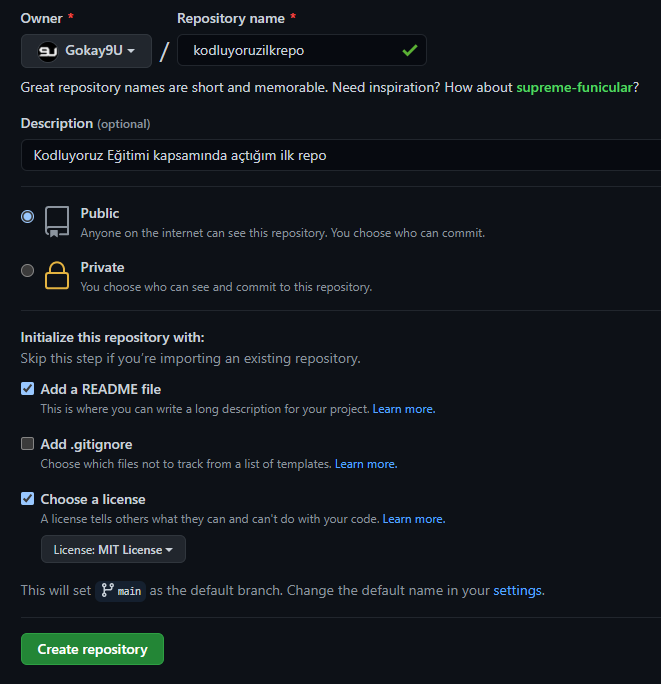 Owner * Repository name *
9U Gokay9U / kodluyoruzilkrepo
Great repository names are short and memorable. Need inspiration? How about supreme-funicular?
Description (optional)
Kodluyoruz Eğitimi kapsamında açtığım ilk repo
Public
Anyone on the internet can see this repository. You choose who can commit.
Private
You choose who can see and commit to this repository.
Initialize this repository with:
Skip this step if you're importing an existing repository.
Add a README file
This is where you can write a long description for your project. Learn more.
Add .gitignore
Choose which files not to track from a list of templates. Learn more.
Choose a license
A license tells others what they can and can't do with your code. Learn more.
License: MIT License
This will set main as the default branch. Change the default name in your settings.
Create repository